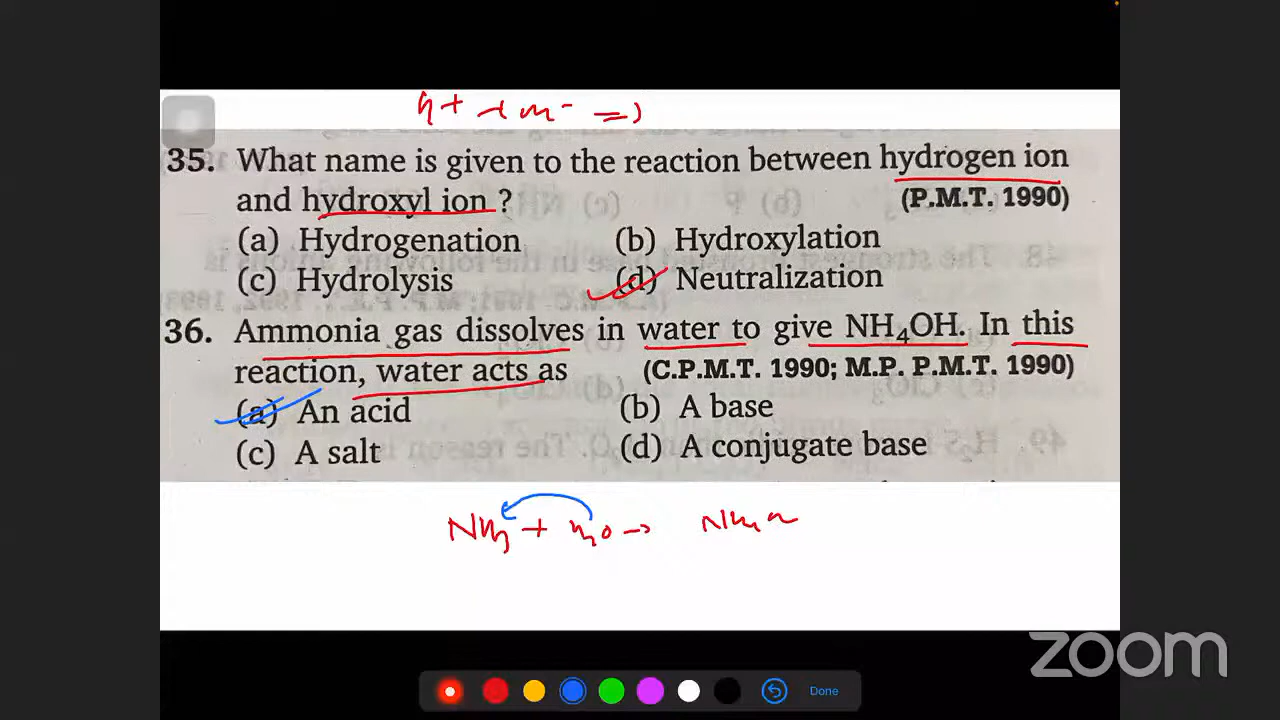 35. What name is given to the reaction between hydrogen ion
and hydroxyl ion ? (P.M.T. 1990)
(a) Hydrogenation (b) Hydroxylation
(c) Hydrolysis (d) Neutralization
36. Ammonia gas dissolves in water to give NH₄OH. In this
reaction, water acts as (C.P.M.T. 1990; M.P. P.M.T. 1990)
(a) An acid (b) A base
(c) A salt (d) A conjugate base
zoom
Done